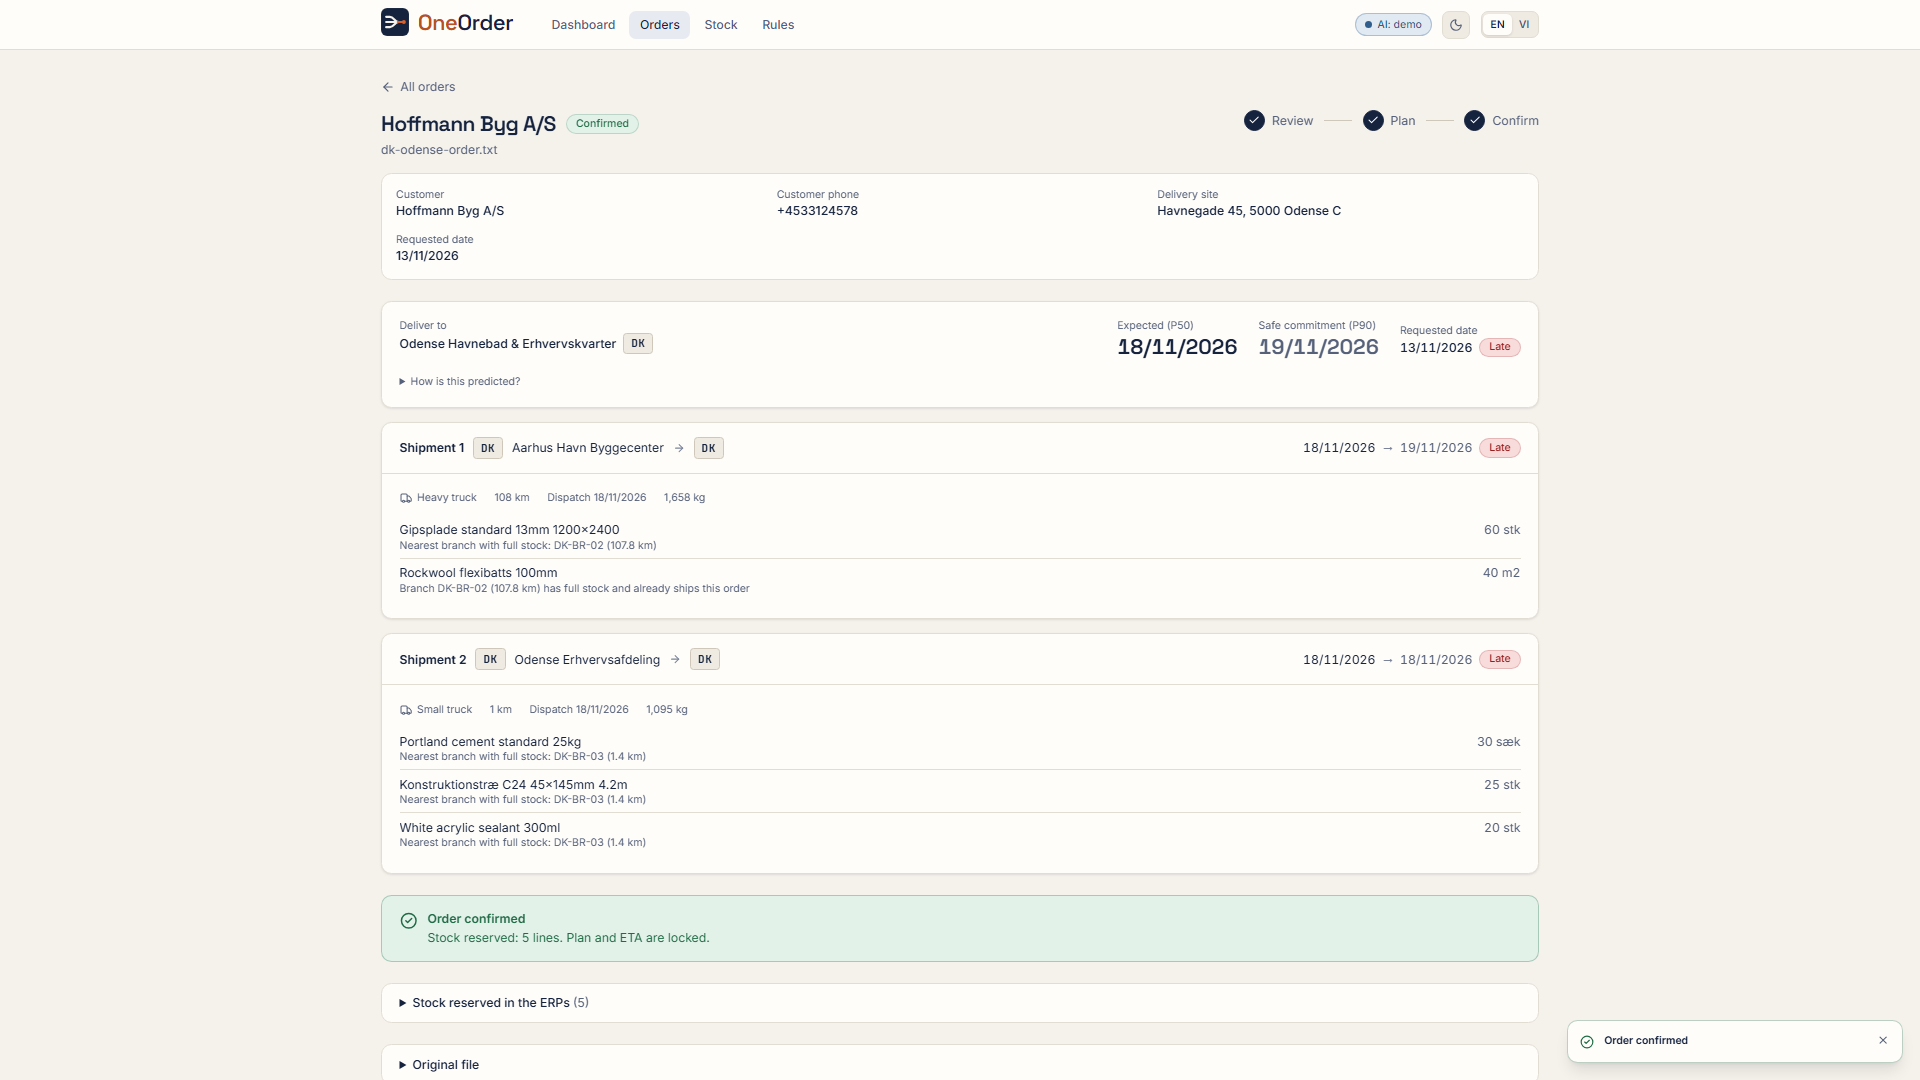 OneOrder
Dashboard
Orders
Stock
Rules
AI: demo
EN
VI
All orders
Hoffmann Byg A/S
Confirmed
dk-odense-order.txt
Review
Plan
Confirm
Customer
Hoffmann Byg A/S
Customer phone
+4533124578
Delivery site
Havnegade 45, 5000 Odense C
Requested date
13/11/2026
Deliver to
Odense Havnebad & Erhvervskvarter DK
Expected (P50)
18/11/2026
Safe commitment (P90)
19/11/2026
Requested date
13/11/2026 Late
How is this predicted?
Shipment 1 DK Aarhus Havn Byggecenter → DK
18/11/2026 → 19/11/2026 Late
Heavy truck 108 km Dispatch 18/11/2026 1,658 kg
Gipsplade standard 13mm 1200×2400
60 stk
Nearest branch with full stock: DK-BR-02 (107.8 km)
Rockwool flexibatts 100mm
40 m2
Branch DK-BR-02 (107.8 km) has full stock and already ships this order
Shipment 2 DK Odense Erhvervsafdeling → DK
18/11/2026 → 18/11/2026 Late
Small truck 1 km Dispatch 18/11/2026 1,095 kg
Portland cement standard 25kg
30 sæk
Nearest branch with full stock: DK-BR-03 (1.4 km)
Konstruktionstræ C24 45×145mm 4.2m
25 stk
Nearest branch with full stock: DK-BR-03 (1.4 km)
White acrylic sealant 300ml
20 stk
Nearest branch with full stock: DK-BR-03 (1.4 km)
Order confirmed
Stock reserved: 5 lines. Plan and ETA are locked.
Stock reserved in the ERPs (5)
Original file
Order confirmed